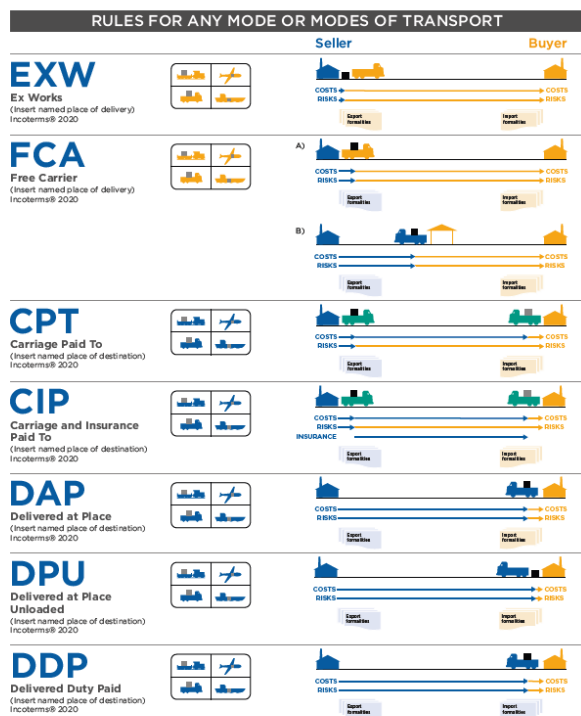 RULES FOR ANY MODE OR MODES OF TRANSPORT
Seller
Buyer
EXW
Ex Works
(Insert named place of delivery)
Incoterms® 2020
COSTS
COSTS
RISKS
RISKS
Export formalities
Import formalities
FCA
Free Carrier
(Insert named place of delivery)
Incoterms® 2020
A)
COSTS
COSTS
RISKS
RISKS
Export formalities
Import formalities
B)
COSTS
COSTS
RISKS
RISKS
Export formalities
Import formalities
CPT
Carriage Paid To
(Insert named place of destination)
Incoterms® 2020
COSTS
COSTS
RISKS
RISKS
Export formalities
Import formalities
CIP
Carriage and Insurance
Paid To
(Insert named place of destination)
Incoterms® 2020
COSTS
COSTS
RISKS
RISKS
INSURANCE
Export formalities
Import formalities
DAP
Delivered at Place
(Insert named place of destination)
Incoterms® 2020
COSTS
COSTS
RISKS
RISKS
Export formalities
Import formalities
DPU
Delivered at Place
Unloaded
(Insert named place of destination)
Incoterms® 2020
COSTS
COSTS
RISKS
RISKS
Export formalities
Import formalities
DDP
Delivered Duty Paid
(Insert named place of destination)
Incoterms® 2020
COSTS
COSTS
RISKS
RISKS
Export formalities
Import formalities